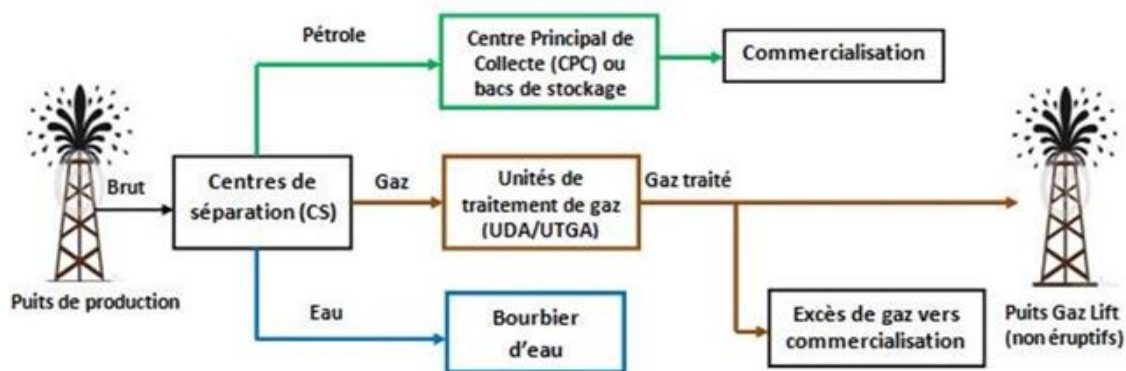 Pétrole
Centre Principal de
Collecte (CPC) ou
bacs de stockage
Commercialisation
Brut
Centres de
séparation (CS)
Gaz
Unités de
traitement de gaz
(UDA/UTGA)
Gaz traité
Puits de production
Eau
Bourbier
d'eau
Excès de gaz vers
commercialisation
Puits Gaz Lift
(non éruptifs)